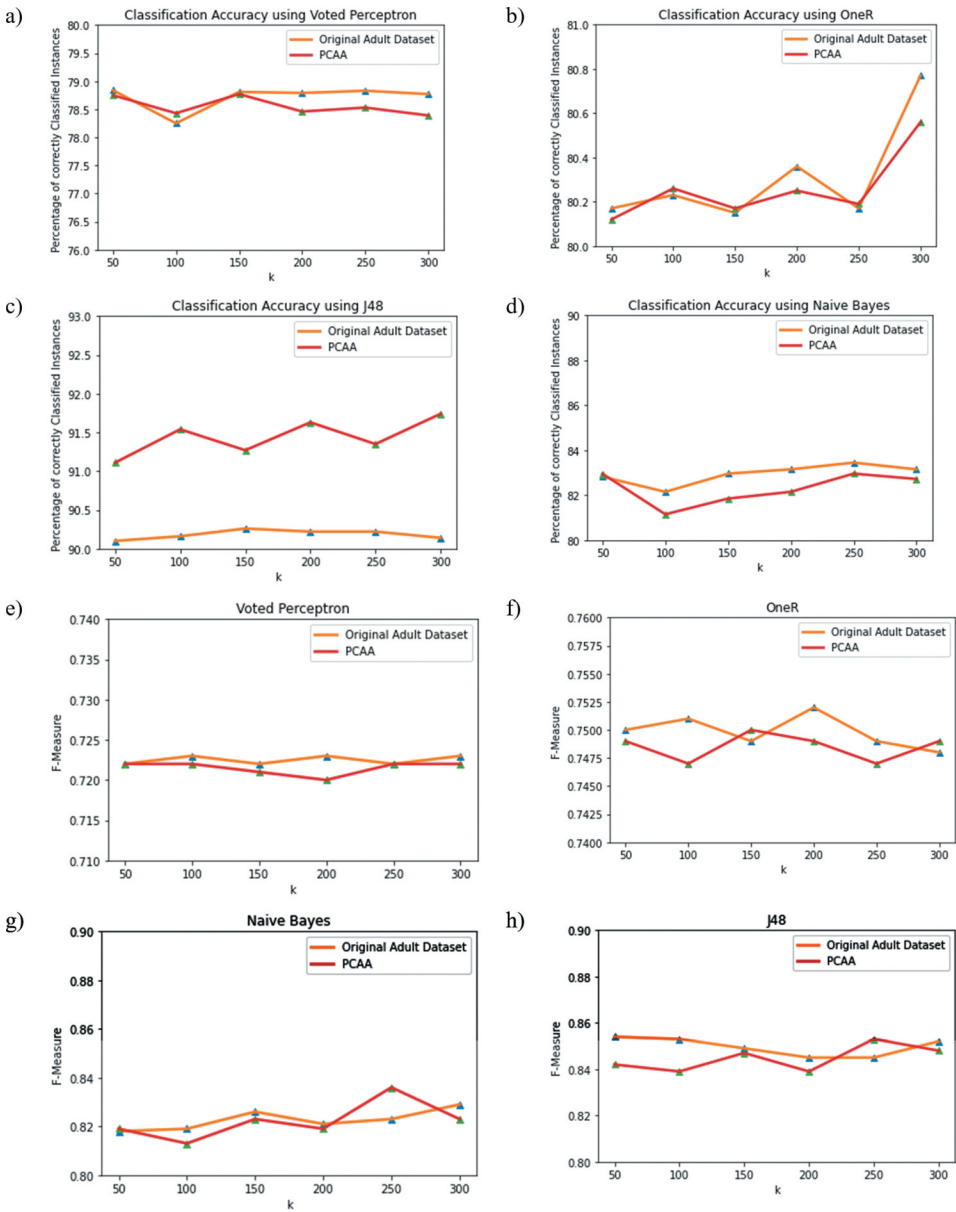 a)
Classification Accuracy using Voted Perceptron
Original Adult Dataset
PCAA
Percentage of correctly Classified Instances
80.0
79.5
79.0
78.5
78.0
77.5
77.0
76.5
76.0
50 100 150 200 250 300
k
b)
Classification Accuracy using OneR
Original Adult Dataset
PCAA
Percentage of correctly Classified Instances
81.0
80.8
80.6
80.4
80.2
80.0
50 100 150 200 250 300
k
c)
Classification Accuracy using J48
Original Adult Dataset
PCAA
Percentage of correctly Classified Instances
93.0
92.5
92.0
91.5
91.0
90.5
90.0
50 100 150 200 250 300
k
d)
Classification Accuracy using Naive Bayes
Original Adult Dataset
PCAA
Percentage of correctly Classified Instances
90
88
86
84
82
80
50 100 150 200 250 300
k
e)
Voted Perceptron
Original Adult Dataset
PCAA
F-Measure
0.740
0.735
0.730
0.725
0.720
0.715
0.710
50 100 150 200 250 300
k
f)
OneR
Original Adult Dataset
PCAA
F-Measure
0.7600
0.7575
0.7550
0.7525
0.7500
0.7475
0.7450
0.7425
0.7400
50 100 150 200 250 300
k
g)
Naive Bayes
Original Adult Dataset
PCAA
F-Measure
0.90
0.88
0.86
0.84
0.82
0.80
50 100 150 200 250 300
k
h)
J48
Original Adult Dataset
PCAA
F-Measure
0.90
0.88
0.86
0.84
0.82
0.80
50 100 150 200 250 300
k